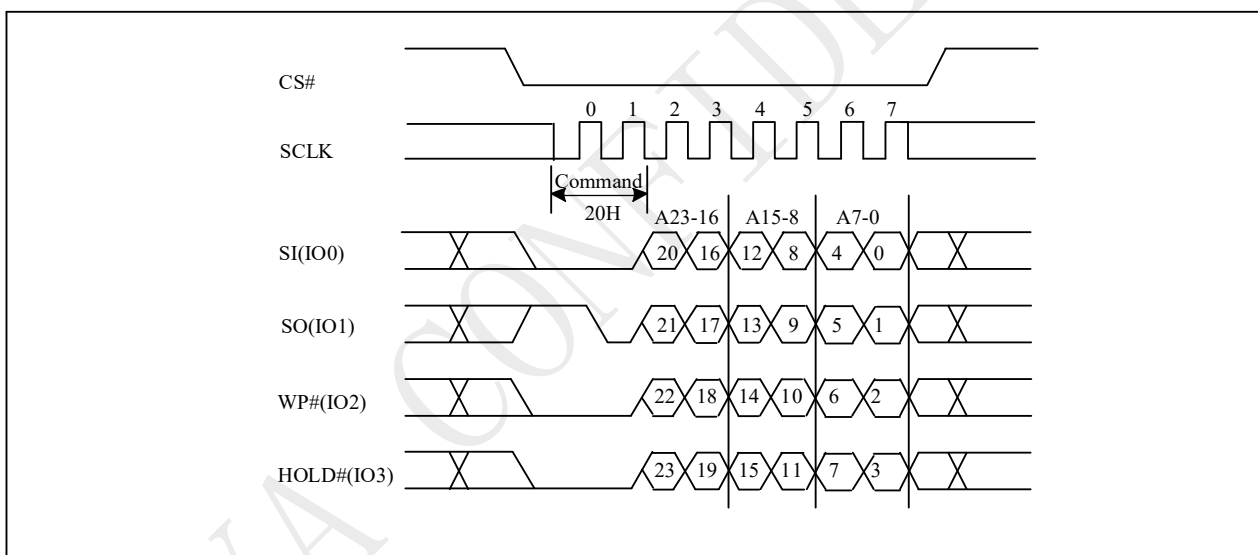 CS#
0 1 2 3 4 5 6 7
SCLK
Command
20H
A23-16 A15-8 A7-0
SI(IO0) 20 16 12 8 4 0
SO(IO1) 21 17 13 9 5 1
WP#(IO2) 22 18 14 10 6 2
HOLD#(IO3) 23 19 15 11 7 3